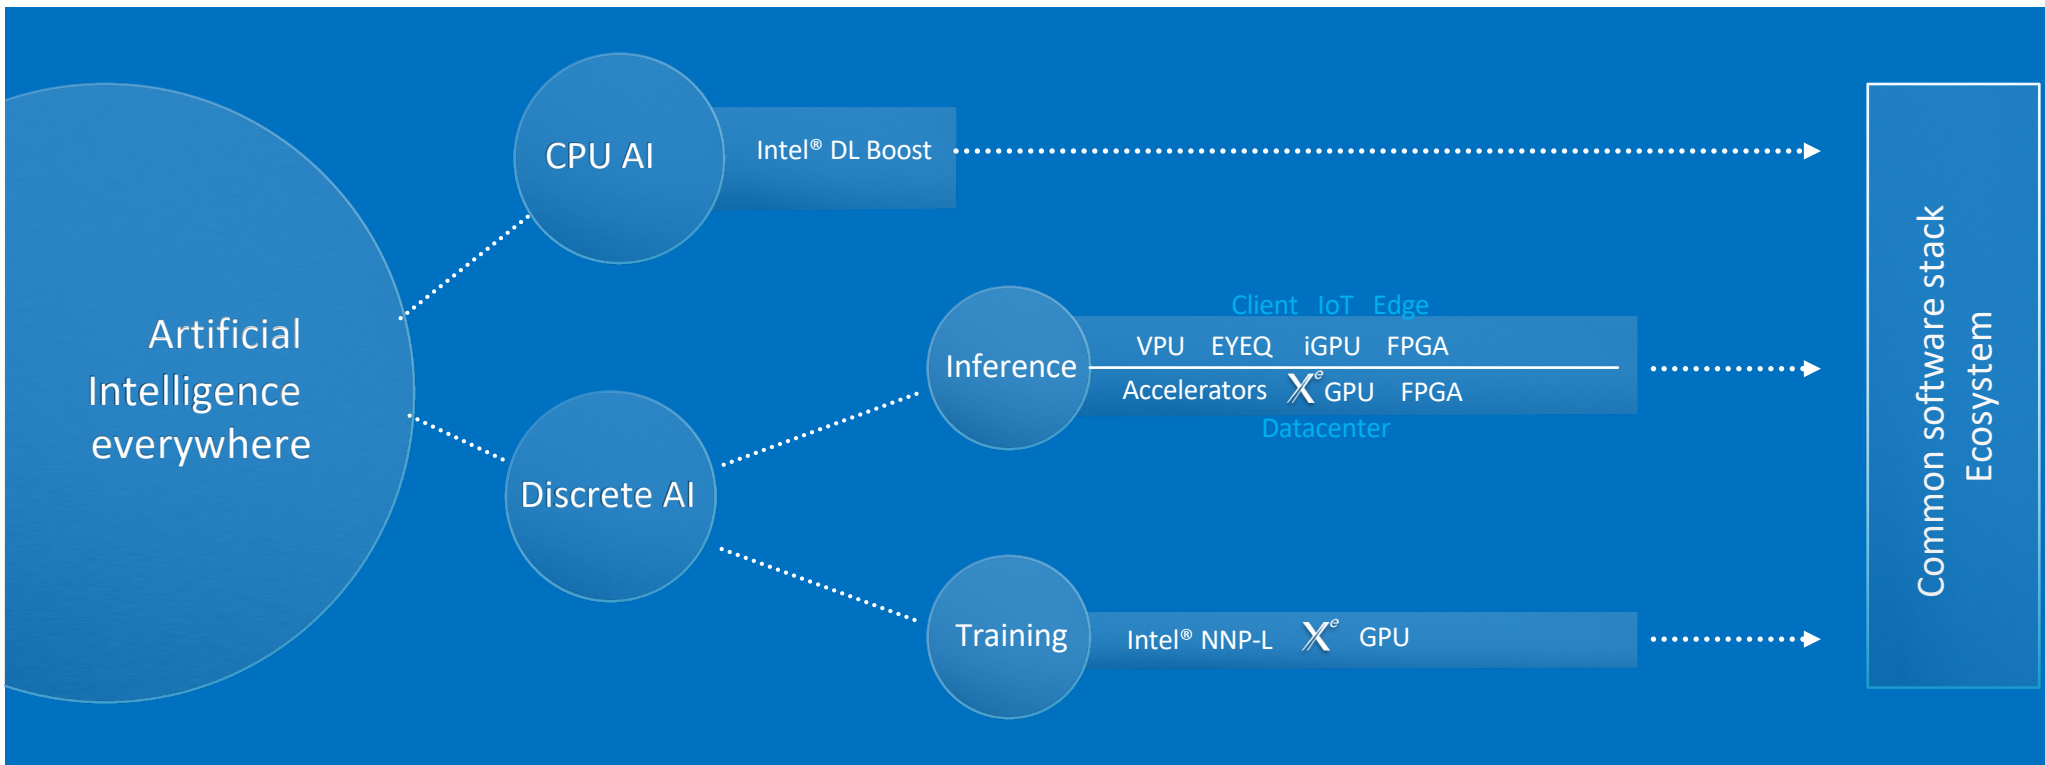 Artificial
Intelligence
everywhere
CPU AI
Intel® DL Boost
Discrete AI
Inference
Client IoT Edge
VPU EYEQ iGPU FPGA
Accelerators Xe GPU FPGA
Datacenter
Training
Intel® NNP-L Xe GPU
Common software stack
Ecosystem